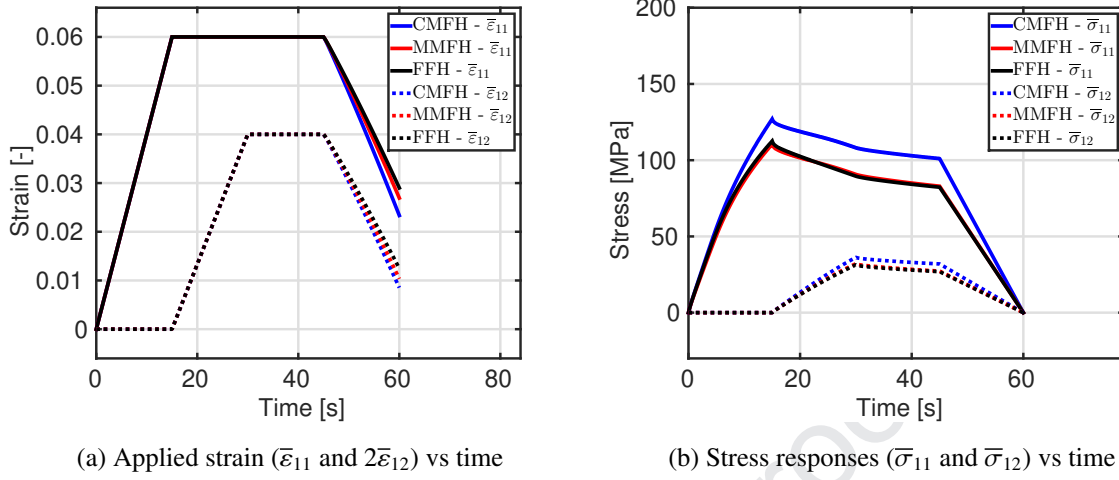 0.06
0.05
0.04
0.03
0.02
0.01
0
Strain [-]
0 20 40 60 80
Time [s]
CMFH - ε̅₁₁
MMFH - ε̅₁₁
FFH - ε̅₁₁
CMFH - ε̅₁₂
MMFH - ε̅₁₂
FFH - ε̅₁₂
(a) Applied strain (ε̅₁₁ and 2ε̅₁₂) vs time
200
150
100
50
0
Stress [MPa]
0 20 40 60
Time [s]
CMFH - σ̅₁₁
MMFH - σ̅₁₁
FFH - σ̅₁₁
CMFH - σ̅₁₂
MMFH - σ̅₁₂
FFH - σ̅₁₂
(b) Stress responses (σ̅₁₁ and σ̅₁₂) vs time